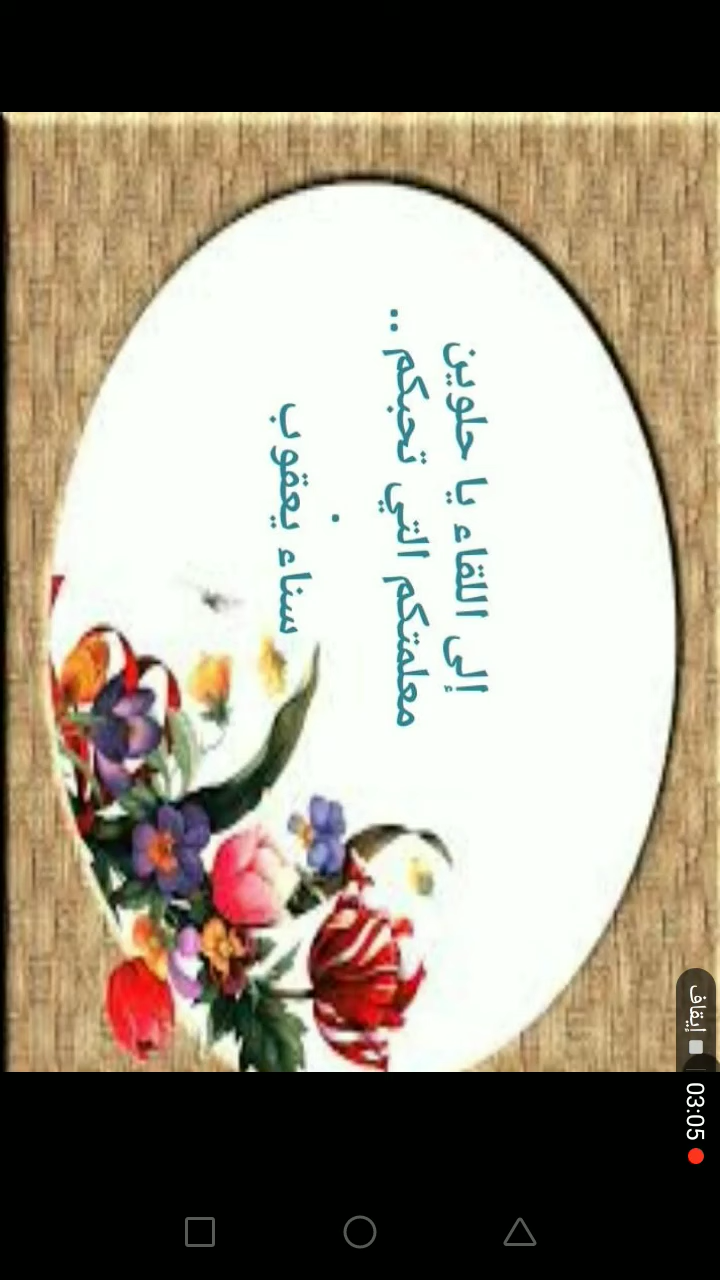 إلى اللقاء يا حلوين
معلمتكم التي تحبكم ..
.
سناء يعقوب
إيقاف
03:05